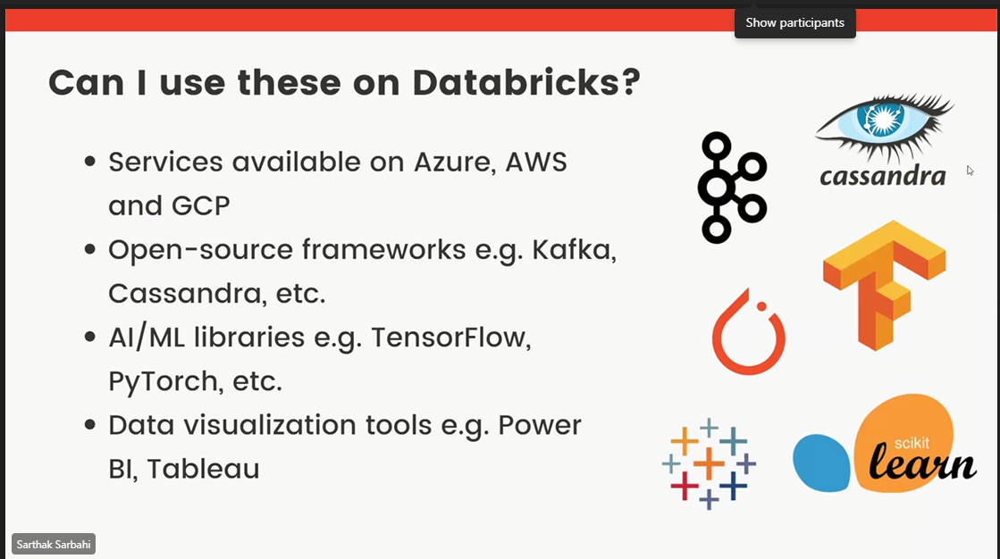 Show participants
Can I use these on Databricks?
• Services available on Azure, AWS
and GCP
• Open-source frameworks e.g. Kafka,
Cassandra, etc.
• AI/ML libraries e.g. TensorFlow,
PyTorch, etc.
• Data visualization tools e.g. Power
BI, Tableau
cassandra
scikit
learn
Sarthak Sarbahi